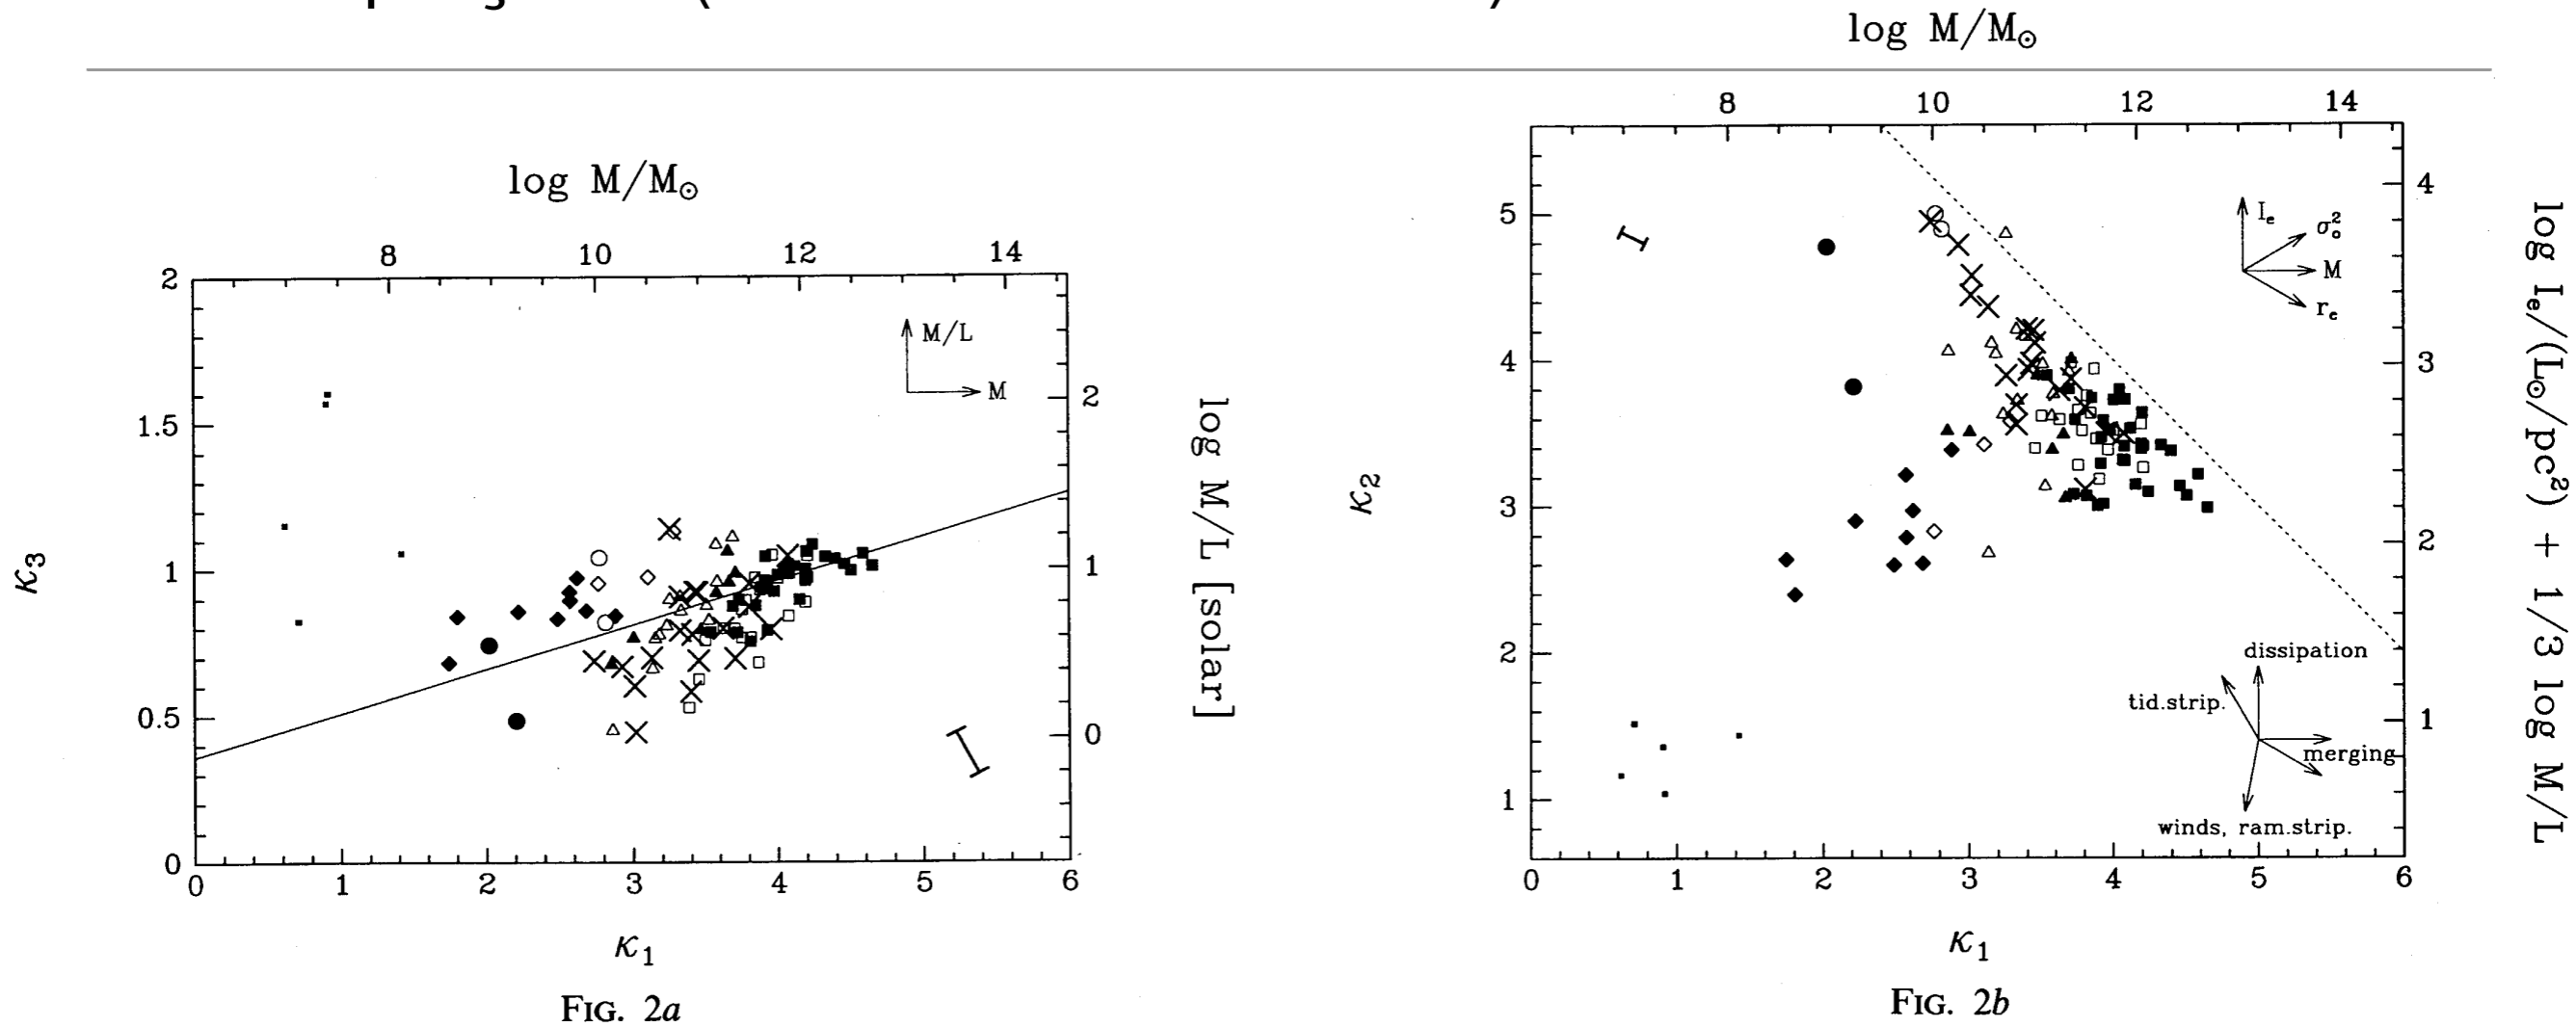 log M/M⊙
8 10 12 14
2
1.5
1
0.5
0
κ3
M/L
M
2
1
0
log M/L [solar]
0 1 2 3 4 5 6
κ1
FIG. 2a
log M/M⊙
8 10 12 14
5
4
3
2
1
κ2
Ie
σo²
M
re
dissipation
tid.strip.
merging
winds, ram.strip.
4
3
2
1
log Ie/(L⊙/pc²) + 1/3 log M/L
0 1 2 3 4 5 6
κ1
FIG. 2b